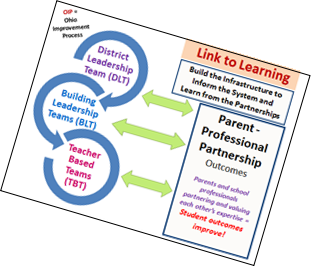 OIP =
Ohio
Improvement
Process
District
Leadership
Team (DLT)
Building
Leadership
Teams (BLT)
Teacher
Based
Teams
(TBT)
Link to Learning
Build the Infrastructure to
Inform the System and
Learn from the Partnerships
Parent -
Professional
Partnership
Outcomes
Parents and school
professionals
partnering and valuing
each other's expertise =
Student outcomes
improve!